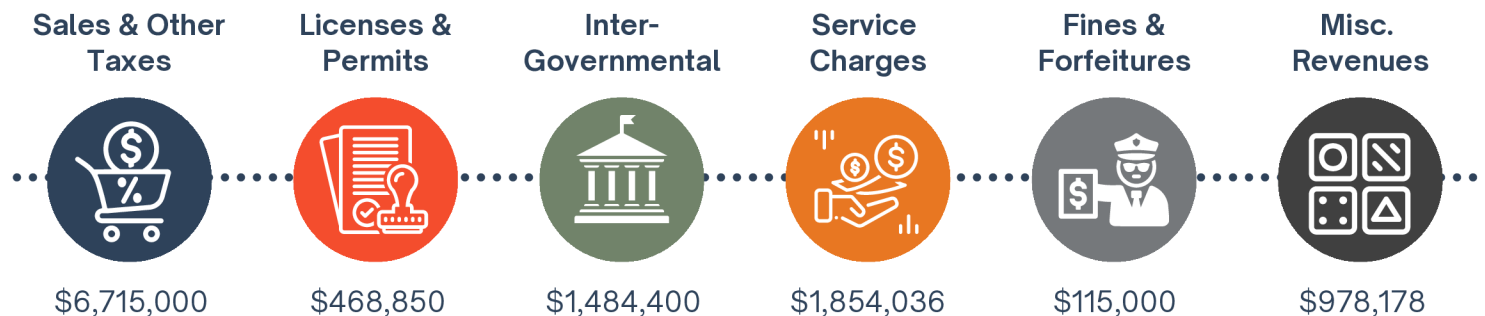 Sales & Other
Taxes
Licenses &
Permits
Inter-
Governmental
Service
Charges
Fines &
Forfeitures
Misc.
Revenues
$
%
$
$
$
$6,715,000
$468,850
$1,484,400
$1,854,036
$115,000
$978,178